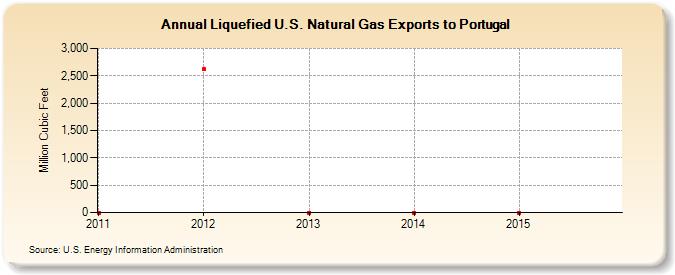 Annual Liquefied U.S. Natural Gas Exports to Portugal
Million Cubic Feet
3,000
2,500
2,000
1,500
1,000
500
0
2011 2012 2013 2014 2015
Source: U.S. Energy Information Administration